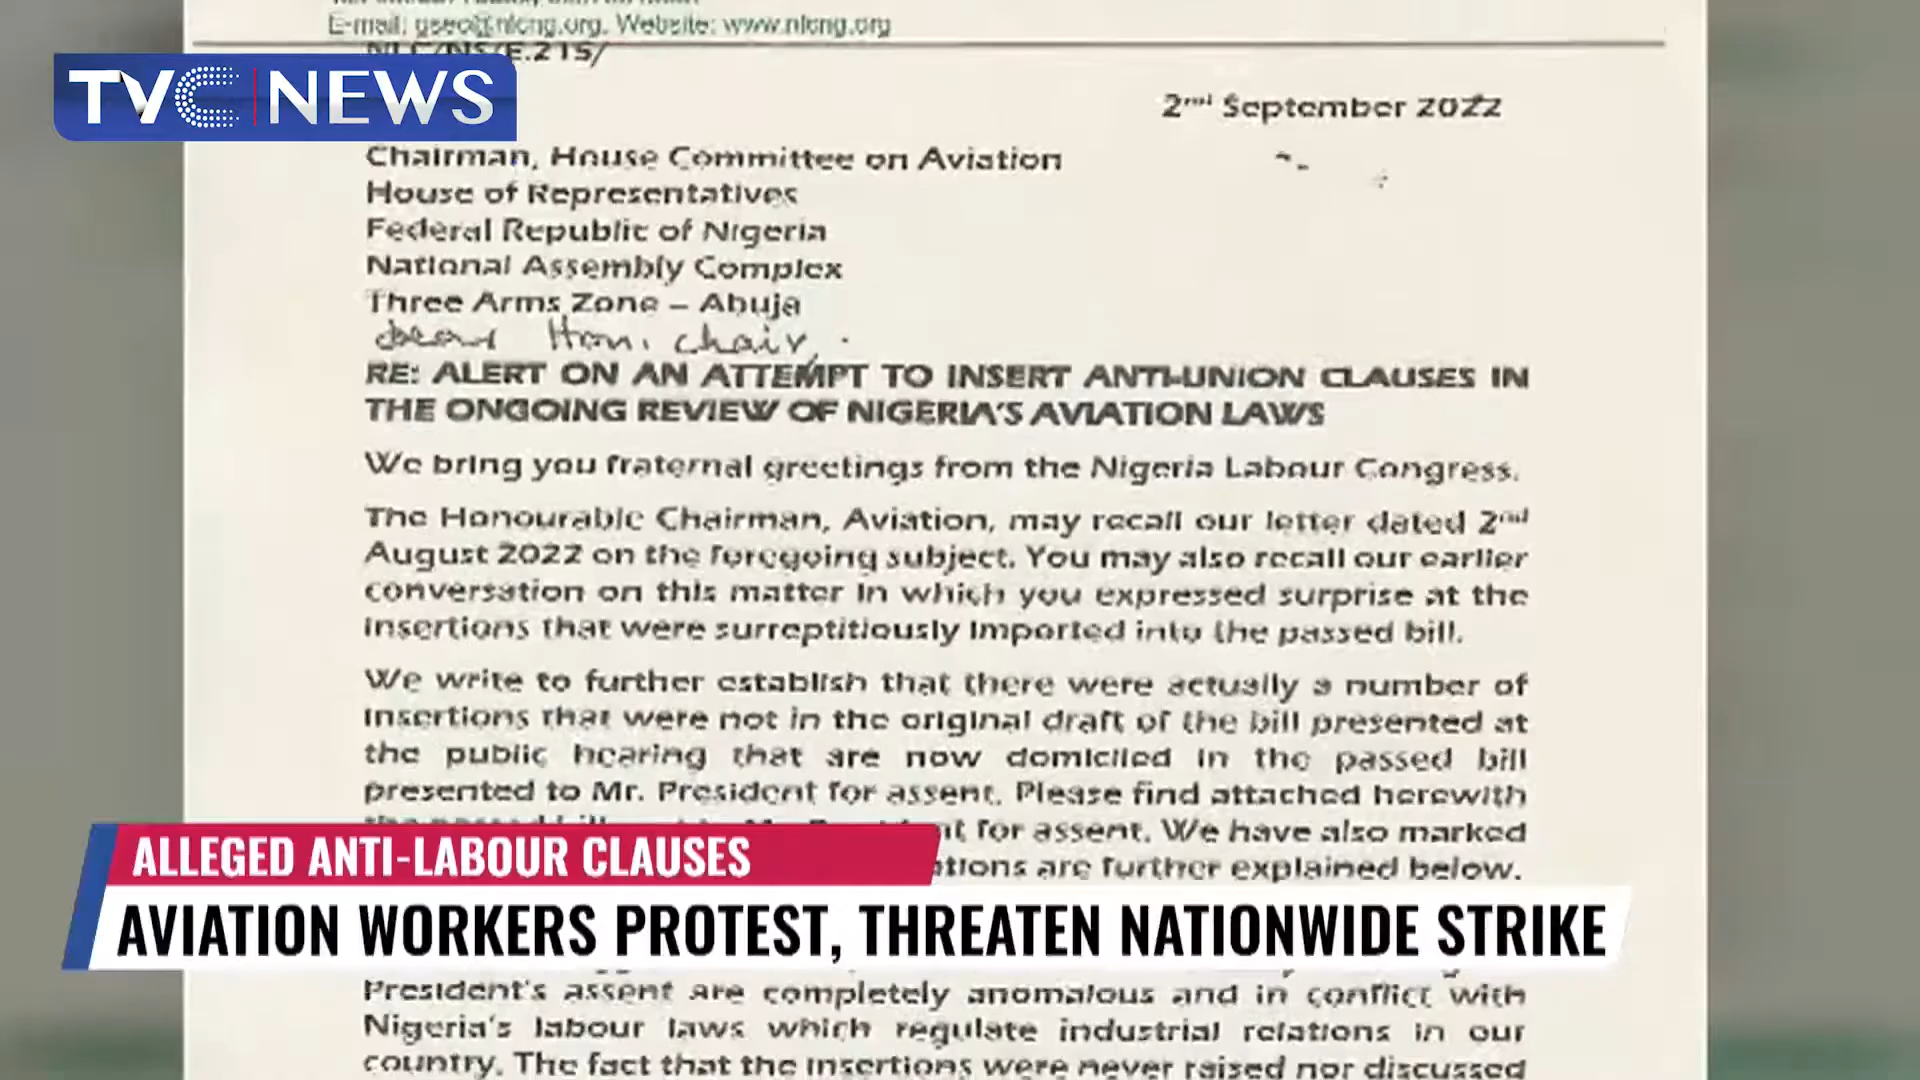 E-mail: gsec@nlcng.org. Website: www.nlcng.org
NLC/NS/E.215/
TVC NEWS
2nd September 2022
Chairman, House Committee on Aviation
House of Representatives
Federal Republic of Nigeria
National Assembly Complex
Three Arms Zone – Abuja
Dear Hon. Chair,
RE: ALERT ON AN ATTEMPT TO INSERT ANTI-UNION CLAUSES IN
THE ONGOING REVIEW OF NIGERIA'S AVIATION LAWS
We bring you fraternal greetings from the Nigeria Labour Congress.
The Honourable Chairman, Aviation, may recall our letter dated 2nd
August 2022 on the foregoing subject. You may also recall our earlier
conversation on this matter in which you expressed surprise at the
insertions that were surreptitiously imported into the passed bill.
We write to further establish that there were actually a number of
insertions that were not in the original draft of the bill presented at
the public hearing that are now domiciled in the passed bill
presented to Mr. President for assent. Please find attached herewith
for assent. We have also marked
are further explained below.
ALLEGED ANTI-LABOUR CLAUSES
AVIATION WORKERS PROTEST, THREATEN NATIONWIDE STRIKE
President's assent are completely anomalous and in conflict with
Nigeria's labour laws which regulate industrial relations in our
country. The fact that the insertions were never raised nor discussed